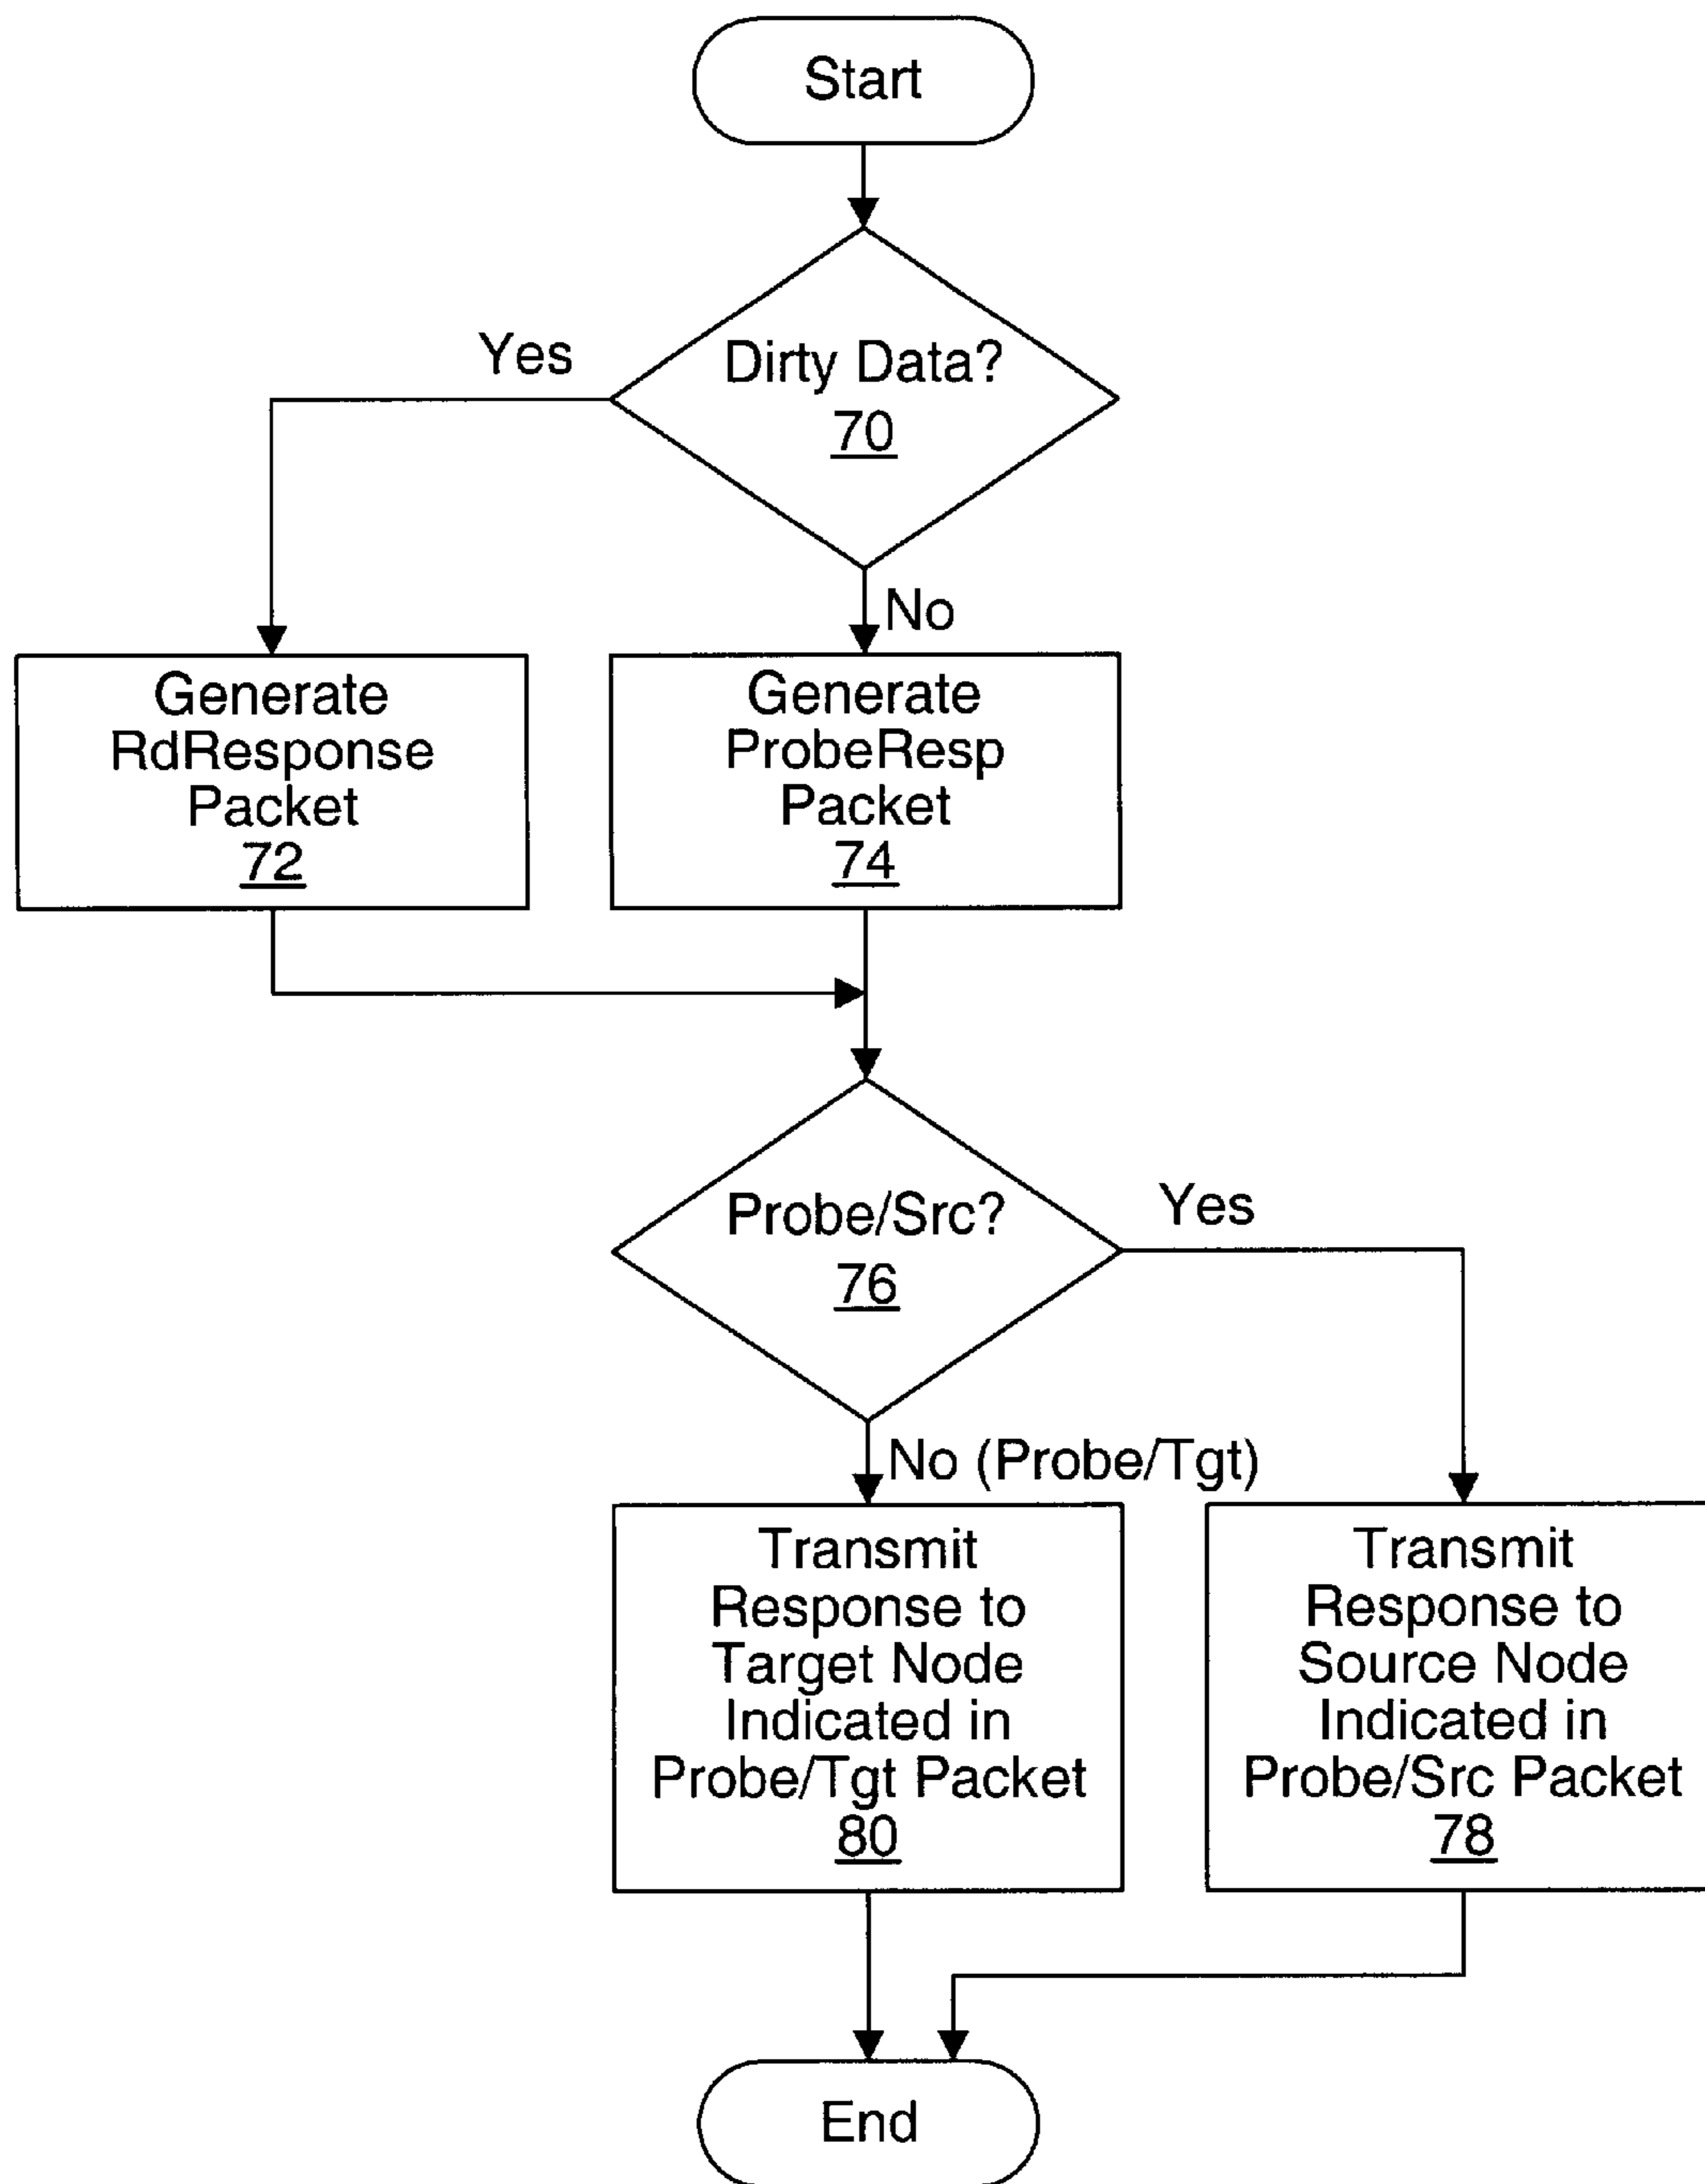 Start
Dirty Data?
70
Yes
No
Generate
RdResponse
Packet
72
Generate
ProbeResp
Packet
74
Probe/Src?
76
Yes
No (Probe/Tgt)
Transmit
Response to
Target Node
Indicated in
Probe/Tgt Packet
80
Transmit
Response to
Source Node
Indicated in
Probe/Src Packet
78
End